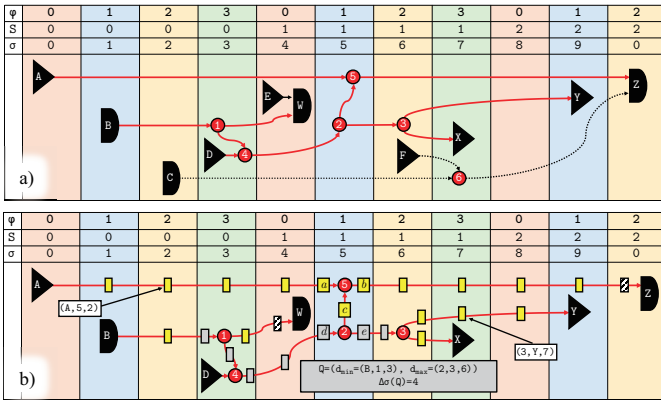 φ 0 1 2 3 0 1 2 3 0 1 2
S 0 0 0 0 1 1 1 1 2 2 2
σ 1 1 2 3 4 5 6 7 8 9 0
A 5 Z
E W Y
B 1 2 3 X
D 4 F
C 6
a)
φ 0 1 2 3 0 1 2 3 0 1 2
S 0 0 0 0 1 1 1 1 2 2 2
σ 0 1 2 3 4 5 6 7 8 9 0
A a 5 b Z
(A,5,2) c W Y
B 1 d 2 e 3 X
(3,Y,7)
D 4
Q=(dmin=(B,1,3), dmax=(2,3,6))
Δσ(Q)=4
b)